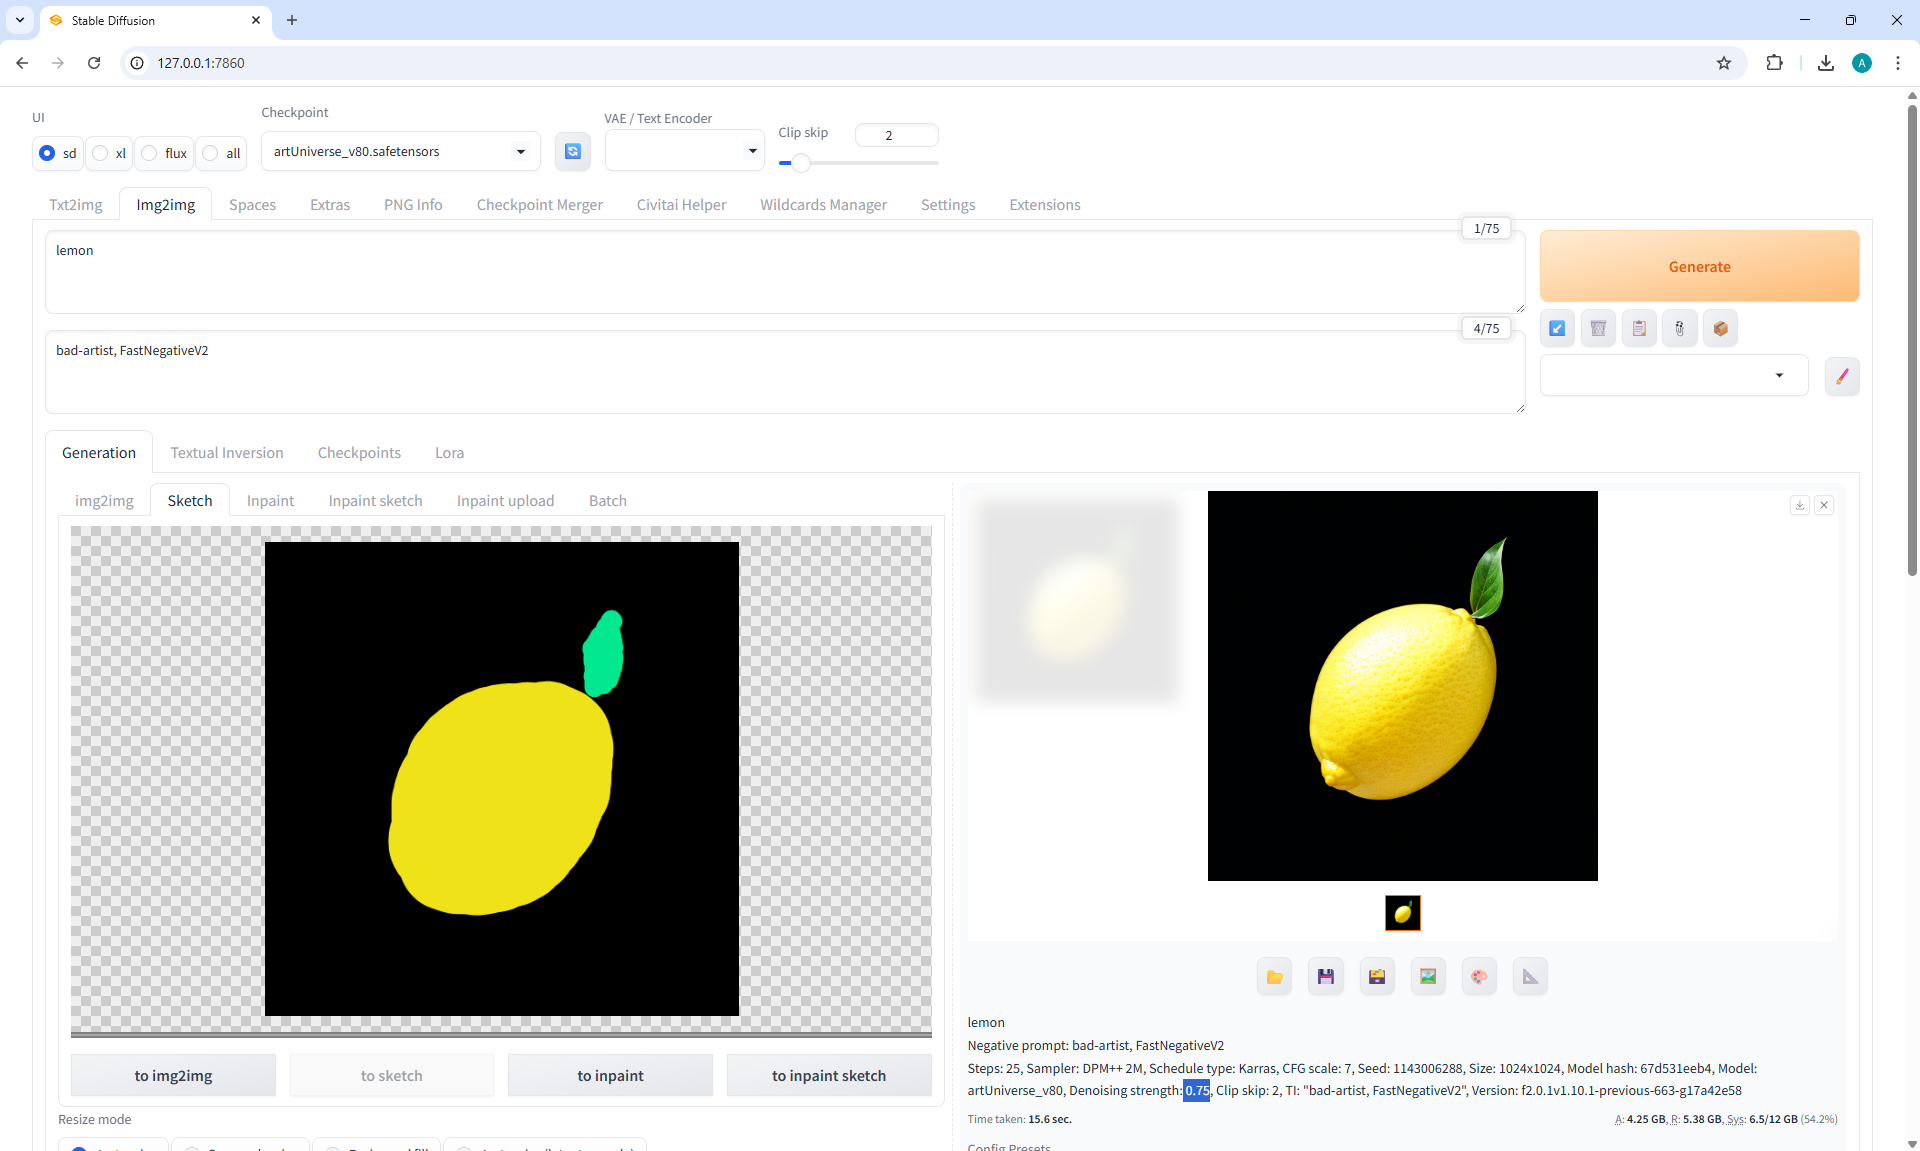 Stable Diffusion
127.0.0.1:7860
A
UI
sd
xl
flux
all
Checkpoint
artUniverse_v80.safetensors
VAE / Text Encoder
Clip skip
2
Txt2img
Img2img
Spaces
Extras
PNG Info
Checkpoint Merger
Civitai Helper
Wildcards Manager
Settings
Extensions
1/75
lemon
Generate
4/75
bad-artist, FastNegativeV2
Generation
Textual Inversion
Checkpoints
Lora
img2img
Sketch
Inpaint
Inpaint sketch
Inpaint upload
Batch
to img2img
to sketch
to inpaint
to inpaint sketch
Resize mode
lemon
Negative prompt: bad-artist, FastNegativeV2
Steps: 25, Sampler: DPM++ 2M, Schedule type: Karras, CFG scale: 7, Seed: 1143006288, Size: 1024x1024, Model hash: 67d531eeb4, Model:
artUniverse_v80, Denoising strength: 0.75, Clip skip: 2, TI: "bad-artist, FastNegativeV2", Version: f2.0.1v1.10.1-previous-663-g17a42e58
Time taken: 15.6 sec.
A: 4.25 GB, R: 5.38 GB, Sys: 6.5/12 GB (54.2%)
Config Presets